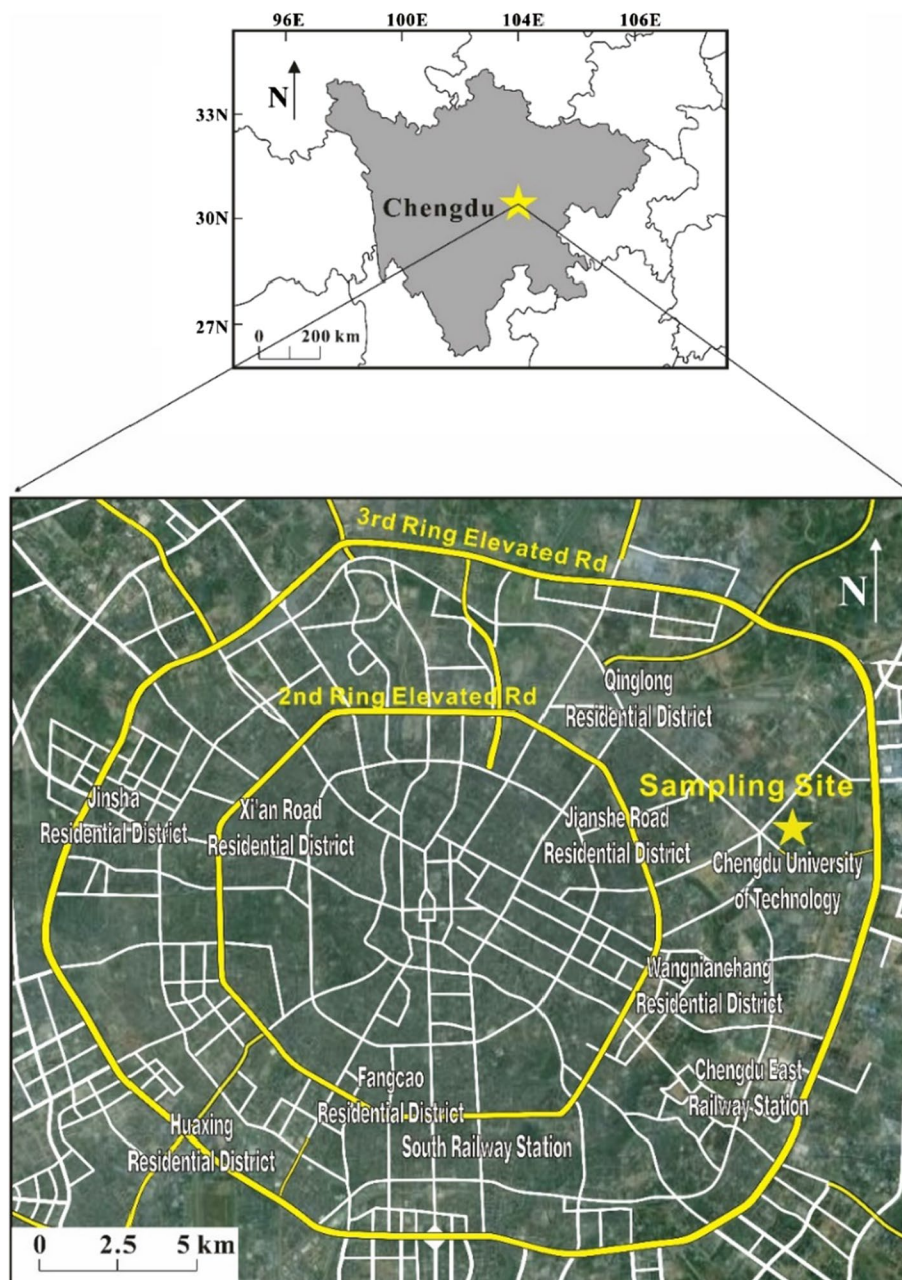 96E 100E 104E 106E
N
33N
Chengdu
30N
27N
0 200 km
3rd Ring Elevated Rd
N
Qinglong
Residential District
2nd Ring Elevated Rd
Sampling Site
Jinsha
Residential District
Xi'an Road
Residential District
Jianshe Road
Residential District
Chengdu University
of Technology
Wangnianchang
Residential District
Chengdu East
Railway Station
Fangcao
Residential District
Huaxing
Residential District
South Railway Station
0 2.5 5 km